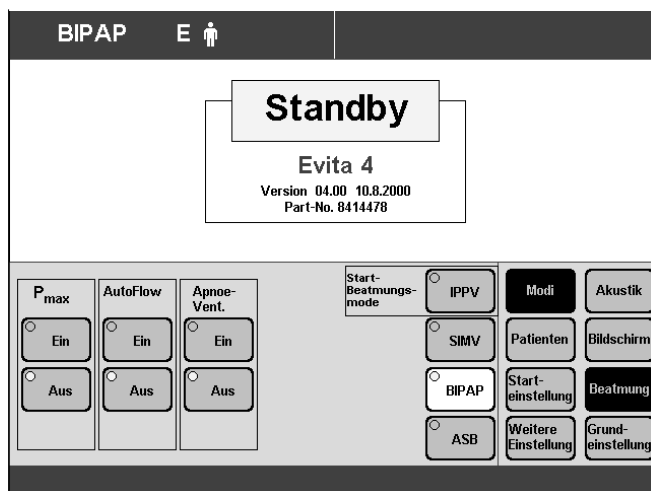 BIPAP E
Standby
Evita 4
Version 04.00 10.8.2000
Part-No. 8414478
Pmax
Ein
Aus
AutoFlow
Ein
Aus
Apnoe-
Vent.
Ein
Aus
Start-
Beatmungs-
mode
IPPV
SIMV
BIPAP
ASB
Modi
Akustik
Patienten
Bildschirm
Start-
einstellung
Beatmung
Weitere
Einstellung
Grund-
einstellung